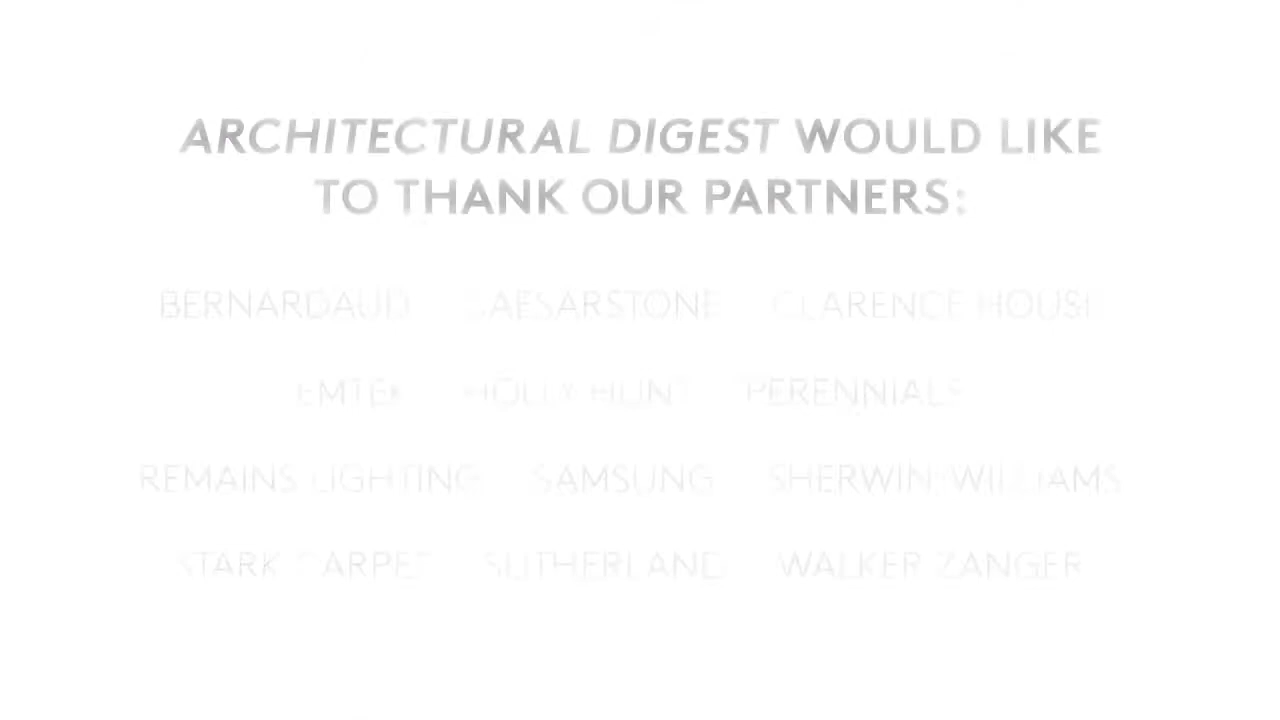 ARCHITECTURAL DIGEST WOULD LIKE
TO THANK OUR PARTNERS:
BERNARDAUD CAESARSTONE CLARENCE HOUSE
EMTEK HOLLY HUNT PERENNIALS
REMAINS LIGHTING SAMSUNG SHERWIN-WILLIAMS
STARK CARPET SUTHERLAND WALKER ZANGER